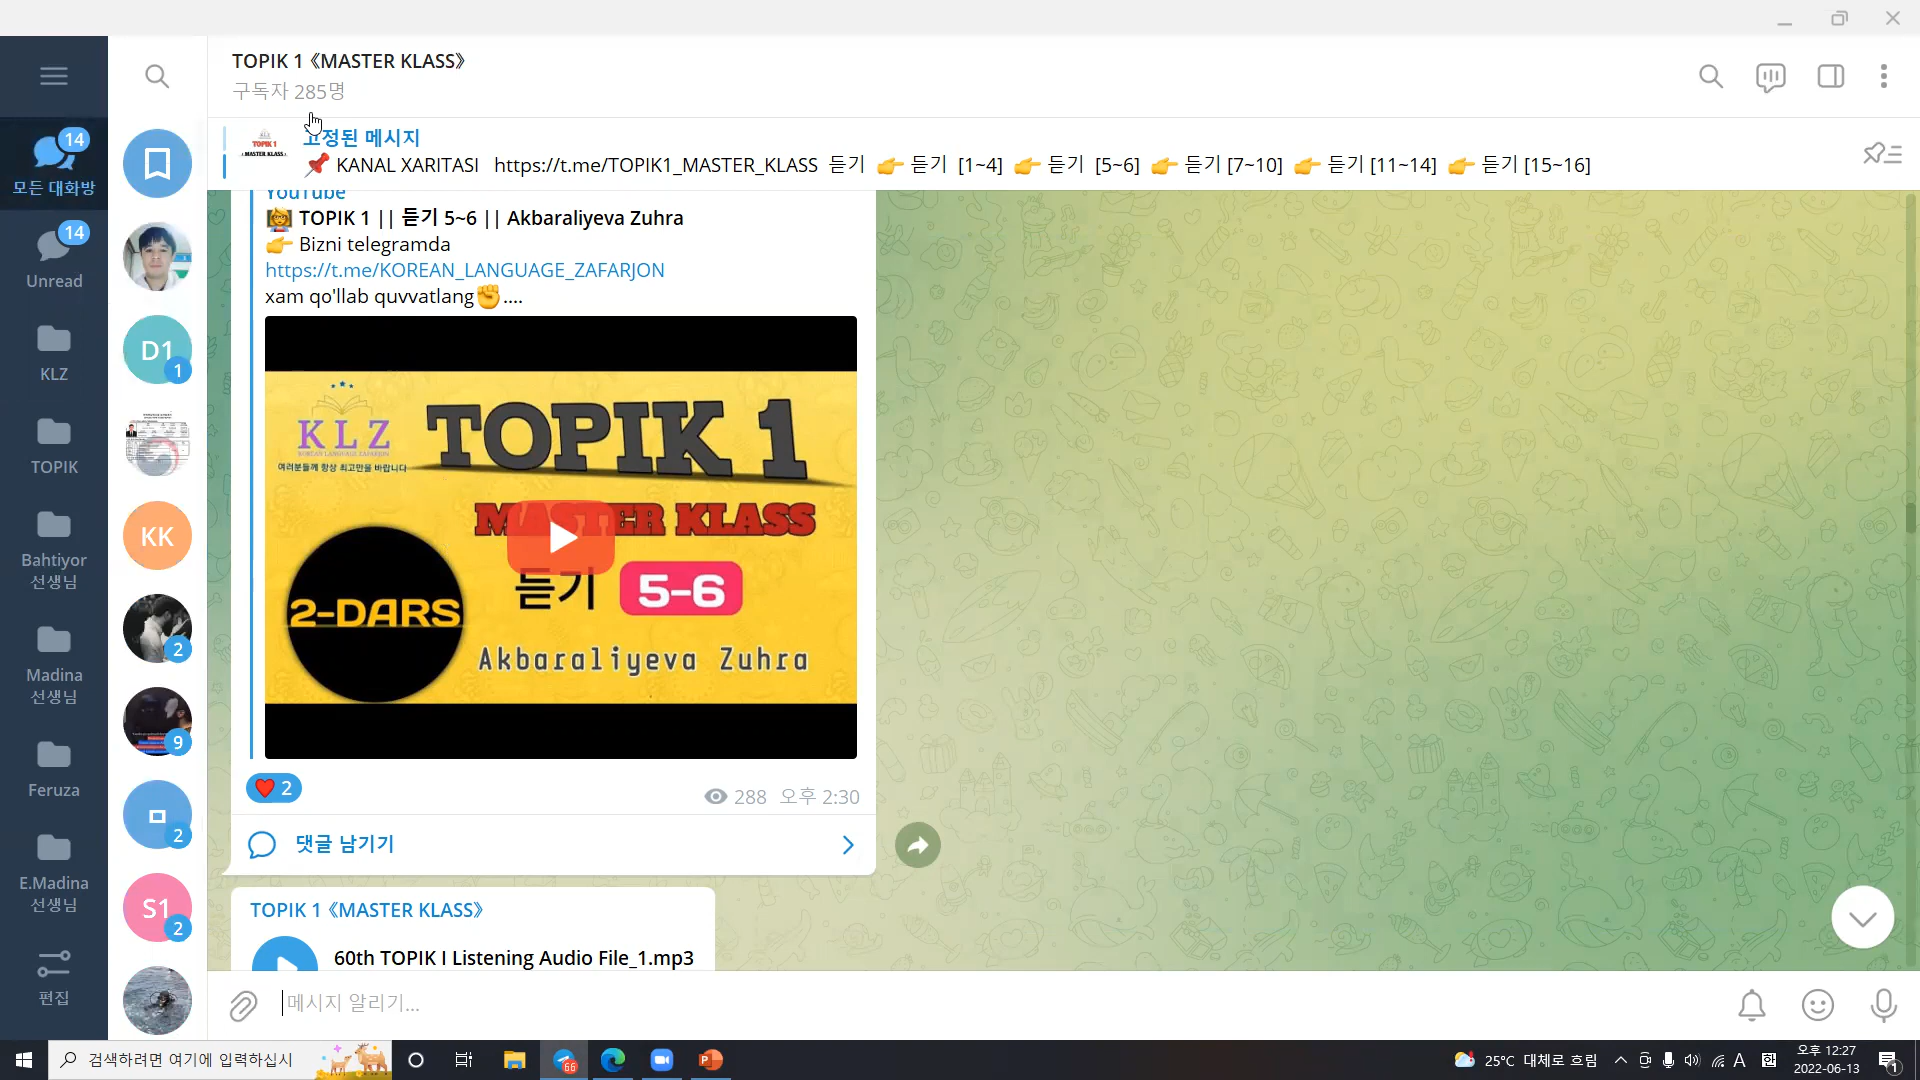 TOPIK 1《MASTER KLASS》
구독자 285명
고정된 메시지
KANAL XARITASI https://t.me/TOPIK1_MASTER_KLASS 듣기 👉 듣기 [1~4] 👉 듣기 [5~6] 👉 듣기 [7~10] 👉 듣기 [11~14] 👉 듣기 [15~16]
TOPIK 1
MASTER KLASS
14
모든 대화방
14
Unread
KLZ
TOPIK
Bahtiyor
선생님
Madina
선생님
Feruza
E.Madina
선생님
편집
D1
1
KK
2
9
ㅁ
2
S1
2
YouTube
TOPIK 1 || 듣기 5~6 || Akbaraliyeva Zuhra
👉 Bizni telegramda
https://t.me/KOREAN_LANGUAGE_ZAFARJON
xam qo'llab quvvatlang✊....
KLZ
KOREAN LANGUAGE ZAFARJON
여러분들께 항상 최고만을 바랍니다
TOPIK 1
MASTER KLASS
듣기 5-6
2-DARS
Akbaraliyeva Zuhra
2
288 오후 2:30
댓글 남기기
TOPIK 1《MASTER KLASS》
60th TOPIK I Listening Audio File_1.mp3
메시지 알리기...
검색하려면 여기에 입력하십시
66
25°C 대체로 흐림
A
한
오후 12:27
2022-06-13
1